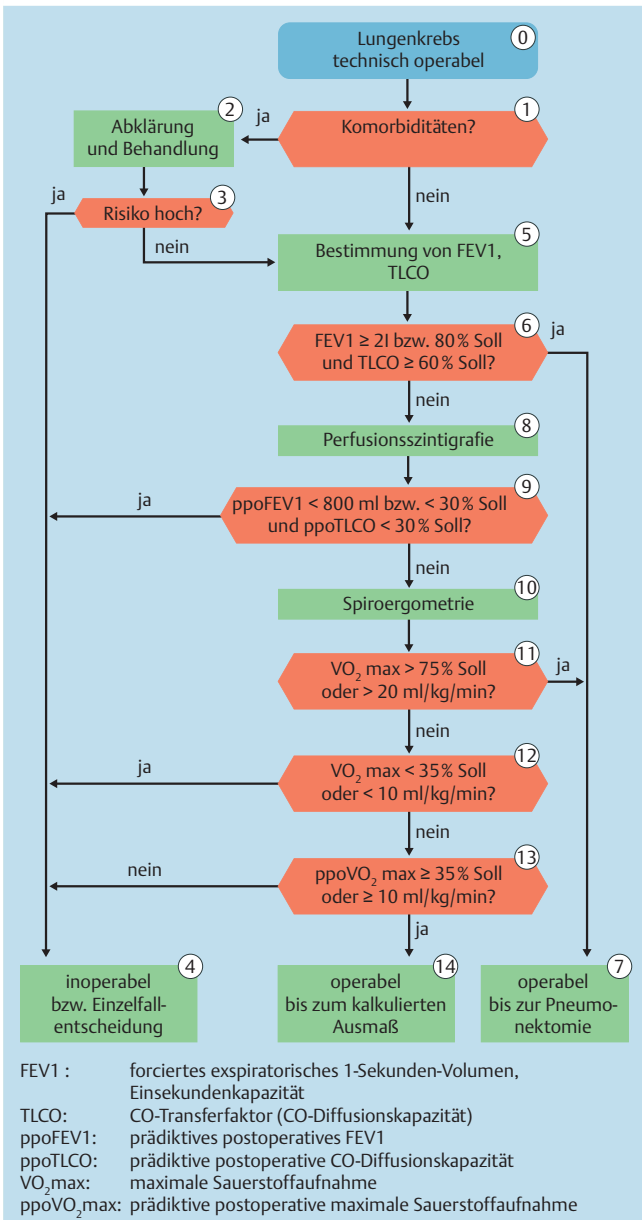 0
Lungenkrebs
technisch operabel
1
Komorbiditäten?
ja
2
Abklärung
und Behandlung
nein
3
Risiko hoch?
ja
nein
5
Bestimmung von FEV1,
TLCO
6
FEV1 ≥ 2l bzw. 80% Soll
und TLCO ≥ 60% Soll?
ja
nein
8
Perfusionsszintigrafie
9
ppoFEV1 < 800 ml bzw. < 30% Soll
und ppoTLCO < 30% Soll?
ja
nein
10
Spiroergometrie
11
VO₂ max > 75% Soll
oder > 20 ml/kg/min?
ja
nein
12
VO₂ max < 35% Soll
oder < 10 ml/kg/min?
ja
nein
13
ppoVO₂ max ≥ 35% Soll
oder ≥ 10 ml/kg/min?
nein
ja
4
inoperabel
bzw. Einzelfall-
entscheidung
14
operabel
bis zum kalkulierten
Ausmaß
7
operabel
bis zur Pneumo-
nektomie
FEV1 : forciertes exspiratorisches 1-Sekunden-Volumen,
Einsekundenkapazität
TLCO: CO-Transferfaktor (CO-Diffusionskapazität)
ppoFEV1: prädiktives postoperatives FEV1
ppoTLCO: prädiktive postoperative CO-Diffusionskapazität
VO₂max: maximale Sauerstoffaufnahme
ppoVO₂max: prädiktive postoperative maximale Sauerstoffaufnahme